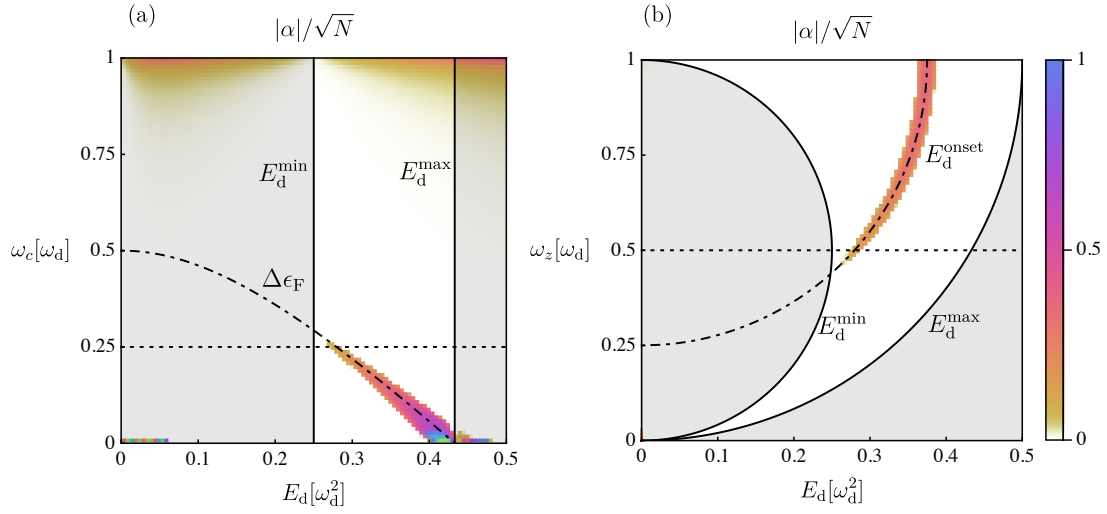 (a)
|α|/√N
1
0.75
ω_c[ω_d]
0.5
0.25
0
E_d^min
E_d^max
Δϵ_F
0 0.1 0.2 0.3 0.4 0.5
E_d[ω_d^2]
(b)
|α|/√N
1
0.75
ω_z[ω_d]
0.5
0.25
0
E_d^onset
E_d^min
E_d^max
0 0.1 0.2 0.3 0.4 0.5
E_d[ω_d^2]
1
0.5
0